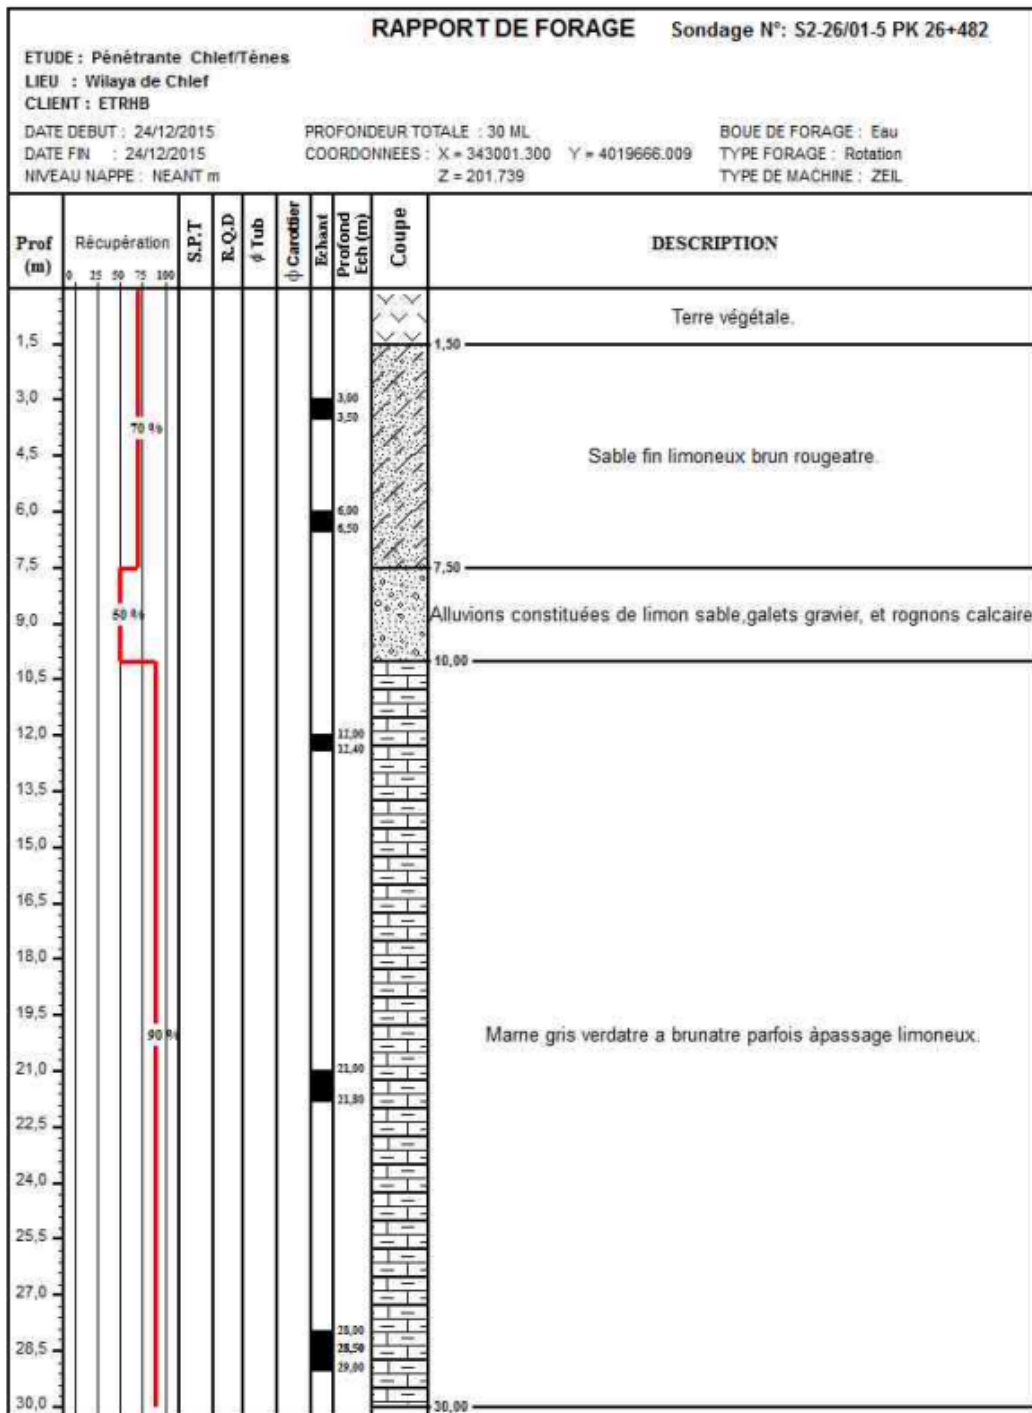 RAPPORT DE FORAGE Sondage N°: S2-26/01-5 PK 26+482
ETUDE : Pénétrante Chlef/Ténes
LIEU : Wilaya de Chlef
CLIENT : ETRHB
DATE DEBUT : 24/12/2015 PROFONDEUR TOTALE : 30 ML BOUE DE FORAGE : Eau
DATE FIN : 24/12/2015 COORDONNEES : X = 343001.300 Y = 4019666.009 TYPE FORAGE : Rotation
NIVEAU NAPPE : NEANT m Z = 201.739 TYPE DE MACHINE : ZEIL
Prof (m) Récupération S.P.T R.Q.D ϕ Tub ϕ Carottier Echant Profond Ech (m) Coupe DESCRIPTION
0 25 50 75 100
Terre végétale.
1,5 1,50
3,0 3,00
3,50
70 %
4,5 Sable fin limoneux brun rougeatre.
6,0 6,00
6,50
7,5 7,50
50 % Alluvions constituées de limon sable,galets gravier, et rognons calcaire
9,0
10,00
10,5
12,0 12,00
12,40
13,5
15,0
16,5
18,0
19,5
90 % Marne gris verdatre a brunatre parfois àpassage limoneux.
21,0 21,00
21,80
22,5
24,0
25,5
27,0
28,00
28,5 28,50
29,00
30,0 30,00